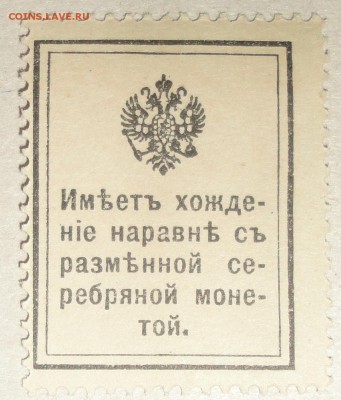 COINS.LAVE.RU
Имѣетъ хожде-
ніе наравнѣ съ
размѣнной се-
ребряной моне-
той.